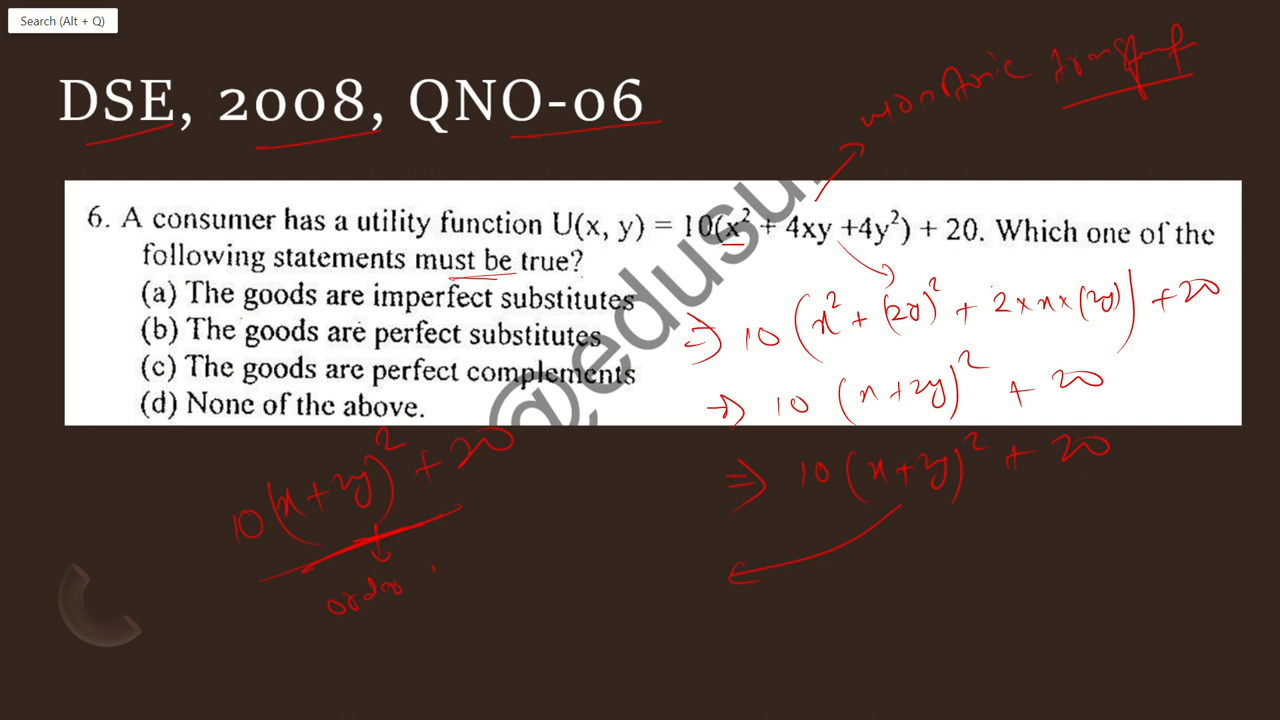 Search (Alt + Q)
DSE, 2008, QNO-06
monotonic transf
6. A consumer has a utility function U(x, y) = 10(x² + 4xy +4y²) + 20. Which one of the
following statements must be true?
(a) The goods are imperfect substitutes
(b) The goods are perfect substitutes
(c) The goods are perfect complements
(d) None of the above.
@edusu
⇒ 10 (x² + (2y)² + 2 × x × (2y)) + 20
→ 10 (x + 2y)² + 20
⇒ 10 (x + 2y)² + 20
10 (x + 2y)² + 20
order